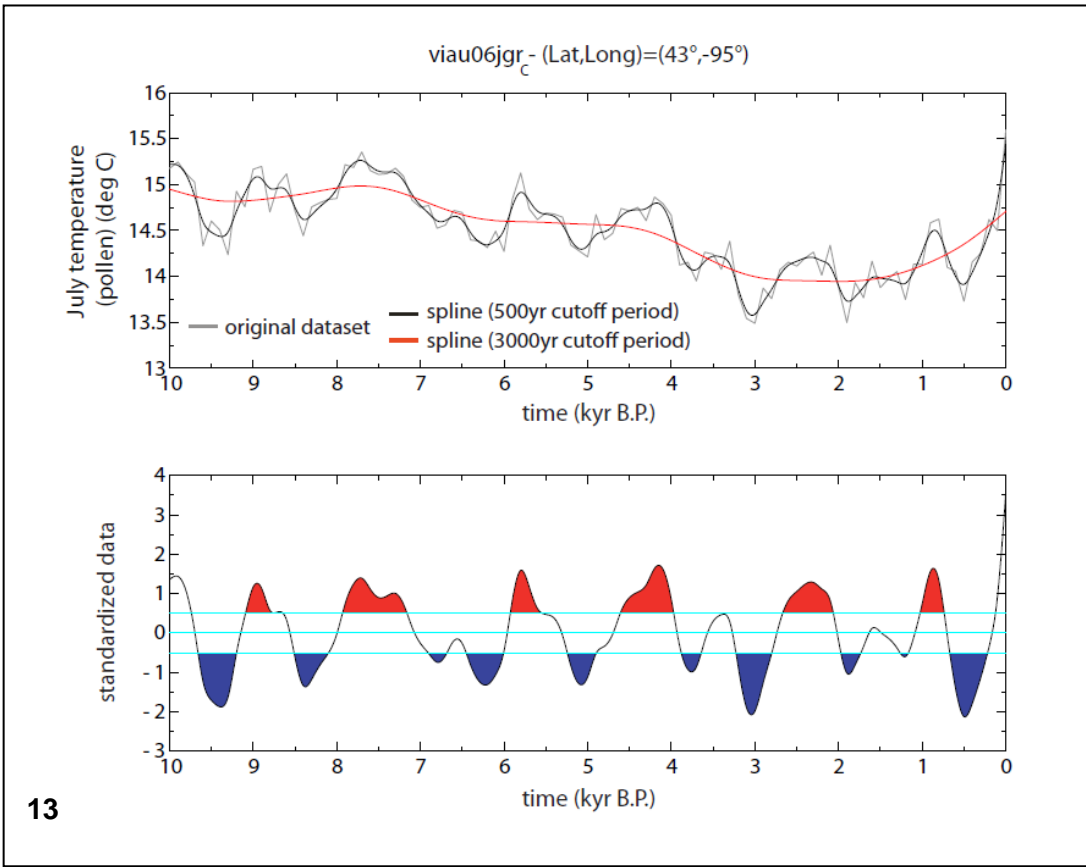 viau06jgr_C- (Lat,Long)=(43°,-95°)
16
15.5
15
14.5
14
13.5
13
July temperature
(pollen) (deg C)
original dataset
spline (500yr cutoff period)
spline (3000yr cutoff period)
10 9 8 7 6 5 4 3 2 1 0
time (kyr B.P.)
4
3
2
1
0
-1
-2
-3
standardized data
10 9 8 7 6 5 4 3 2 1 0
time (kyr B.P.)
13